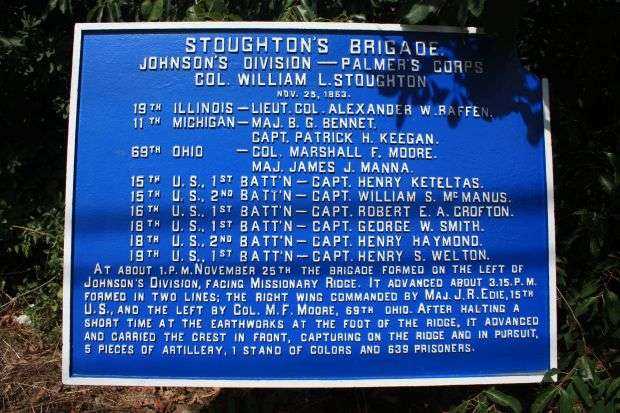 STOUGHTON'S BRIGADE.
JOHNSON'S DIVISION — PALMER'S CORPS
COL. WILLIAM L. STOUGHTON
NOV. 25, 1863.
19TH ILLINOIS — LIEUT. COL. ALEXANDER W. RAFFEN.
11TH MICHIGAN — MAJ. B. G. BENNET.
CAPT. PATRICK H. KEEGAN.
69TH OHIO — COL. MARSHALL F. MOORE.
MAJ. JAMES J. MANNA.
15TH U.S., 1ST BATT'N — CAPT. HENRY KETELTAS.
15TH U.S., 2ND BATT'N — CAPT. WILLIAM S. MCMANUS.
16TH U.S., 1ST BATT'N — CAPT. ROBERT E. A. CROFTON.
18TH U.S., 1ST BATT'N — CAPT. GEORGE W. SMITH.
18TH U.S., 2ND BATT'N — CAPT. HENRY HAYMOND.
19TH U.S., 1ST BATT'N — CAPT. HENRY S. WELTON.
AT ABOUT 1.P.M. NOVEMBER 25TH THE BRIGADE FORMED ON THE LEFT OF
JOHNSON'S DIVISION, FACING MISSIONARY RIDGE. IT ADVANCED ABOUT 3.15.P.M.
FORMED IN TWO LINES; THE RIGHT WING COMMANDED BY MAJ. J.R. EDIE, 15TH
U.S., AND THE LEFT BY COL. M.F. MOORE, 69TH OHIO. AFTER HALTING A
SHORT TIME AT THE EARTHWORKS AT THE FOOT OF THE RIDGE, IT ADVANCED
AND CARRIED THE CREST IN FRONT, CAPTURING ON THE RIDGE AND IN PURSUIT,
5 PIECES OF ARTILLERY, 1 STAND OF COLORS AND 639 PRISONERS.